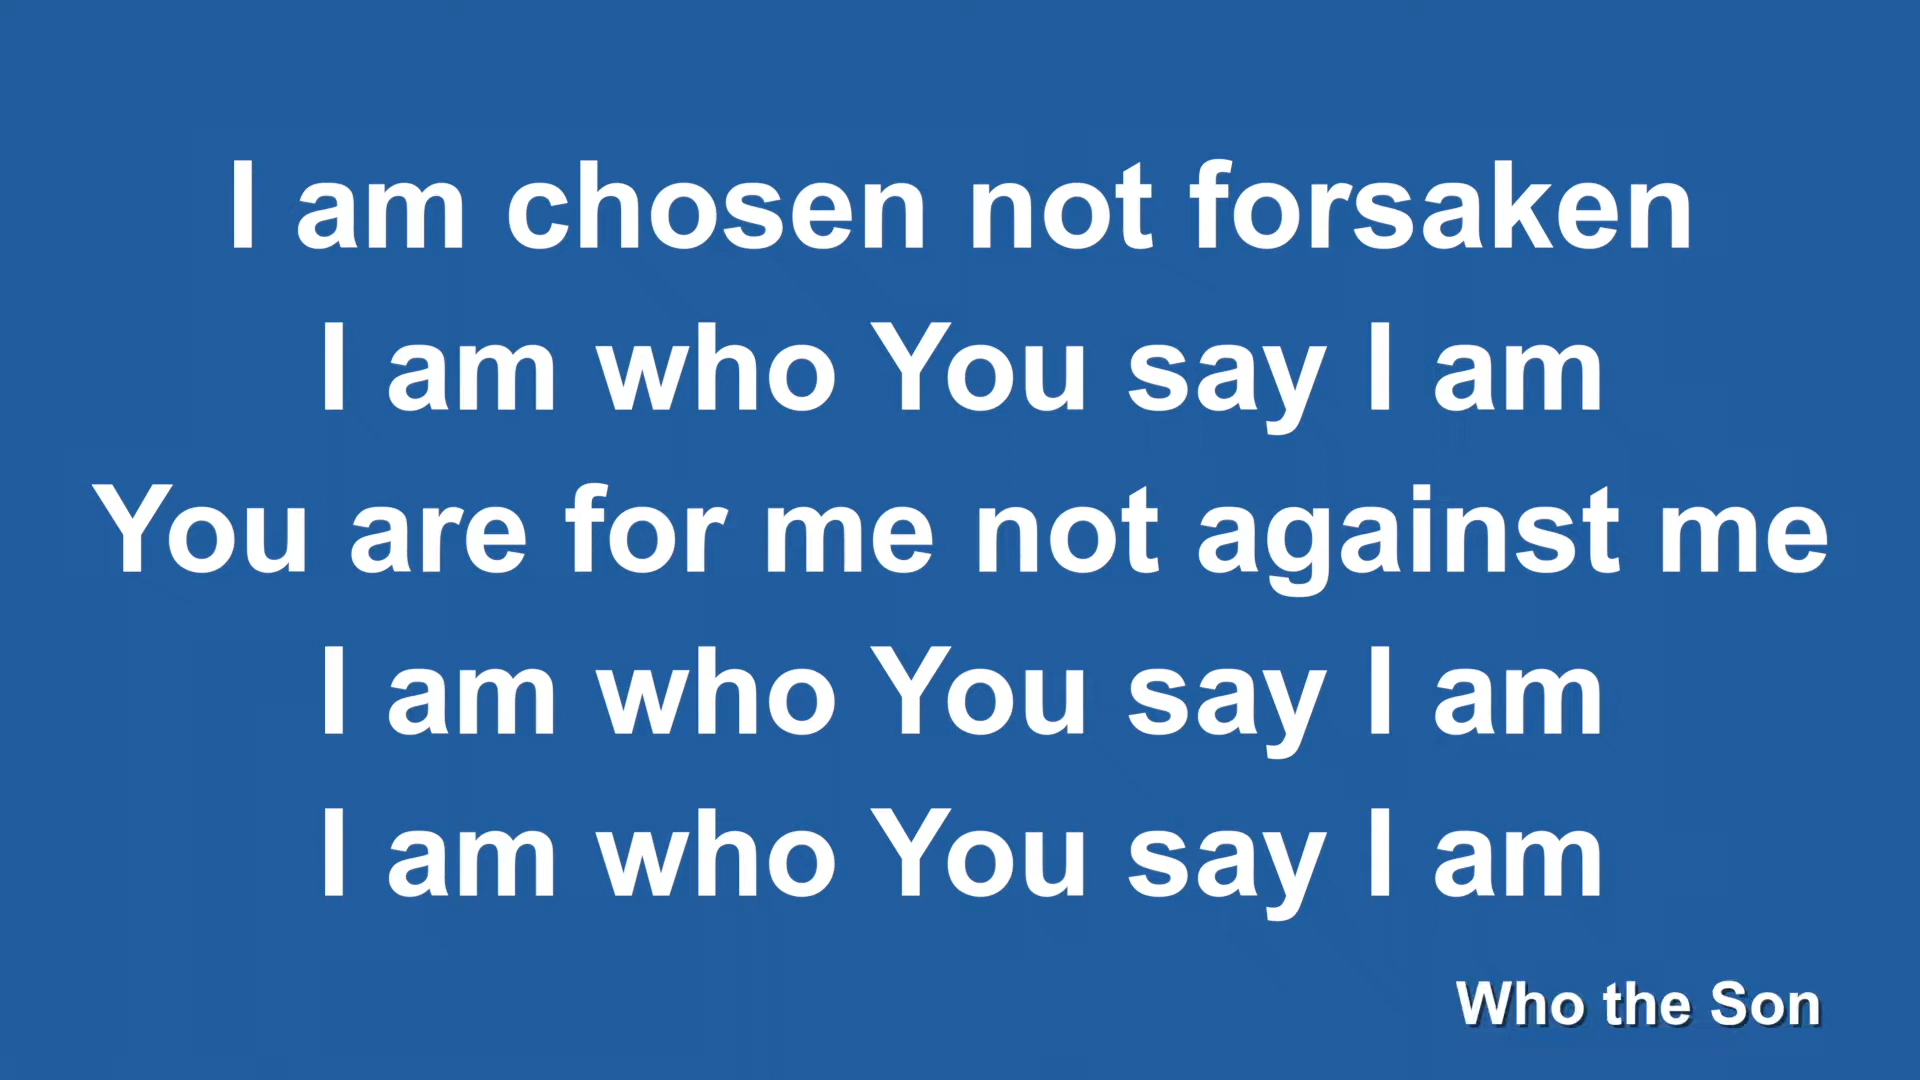 I am chosen not forsaken
I am who You say I am
You are for me not against me
I am who You say I am
I am who You say I am
Who the Son